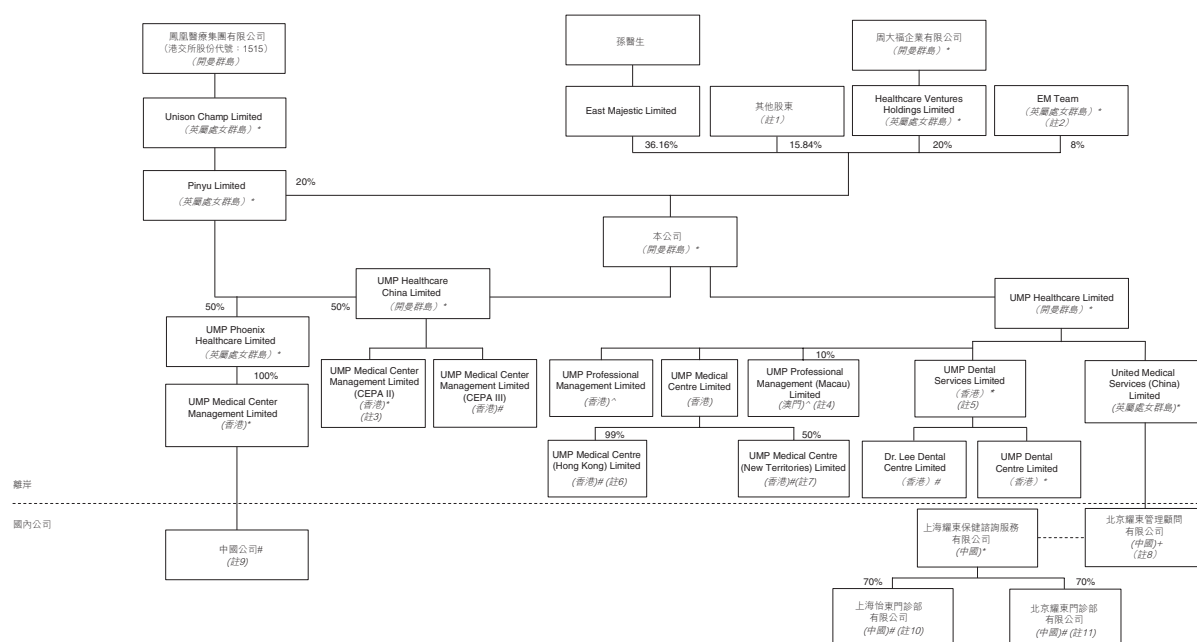 鳳凰醫療集團有限公司
（港交所股份代號：1515）
（開曼群島）
孫醫生
周大福企業有限公司
（開曼群島）*
Unison Champ Limited
（英屬處女群島）*
East Majestic Limited
其他股東
（註1）
Healthcare Ventures
Holdings Limited
（英屬處女群島）*
EM Team
（英屬處女群島）*
（註2）
36.16%
15.84%
20%
8%
Pinyu Limited
（英屬處女群島）*
20%
本公司
（開曼群島）*
UMP Healthcare
China Limited
（開曼群島）*
UMP Healthcare Limited
（開曼群島）*
50%
50%
UMP Phoenix
Healthcare Limited
（英屬處女群島）*
100%
UMP Medical Center
Management Limited
(香港)*
UMP Medical Center
Management Limited
(CEPA II)
(香港)*
(註3)
UMP Medical Center
Management Limited
(CEPA III)
(香港)#
10%
UMP Professional
Management Limited
(香港)^
UMP Medical
Centre Limited
(香港)
UMP Professional
Management (Macau)
Limited
(澳門)^ (註4)
UMP Dental
Services Limited
（香港）*
(註5)
United Medical
Services (China)
Limited
(英屬處女群島)*
99%
50%
UMP Medical Centre
(Hong Kong) Limited
(香港)# (註6)
UMP Medical Centre
(New Territories) Limited
(香港)#(註7)
Dr. Lee Dental
Centre Limited
（香港）#
UMP Dental
Centre Limited
（香港）*
離岸
國內公司
中國公司#
(註9)
上海耀東保健諮詢服務
有限公司
(中國)*
北京耀東管理顧問
有限公司
(中國)+
（註8）
70%
70%
上海怡東門診部
有限公司
(中國)# (註10)
北京耀東門診部
有限公司
(中國)# (註11)